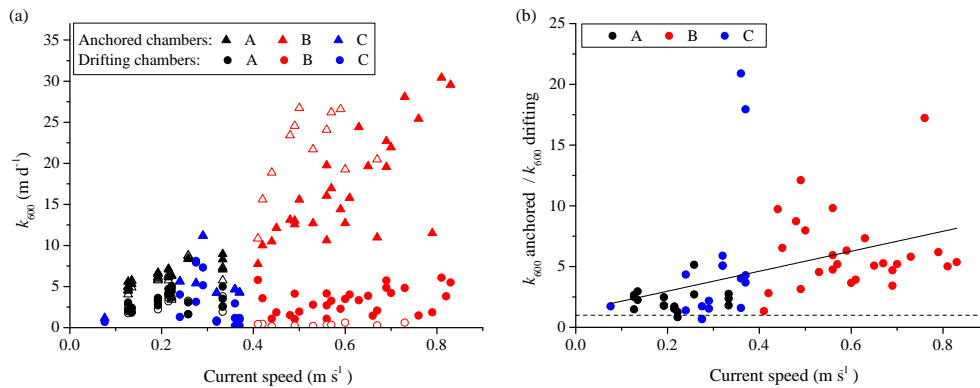 (a)
Anchored chambers: A B C
Drifting chambers: A B C
k600 (m d-1)
35
30
25
20
15
10
5
0
0.0 0.2 0.4 0.6 0.8
Current speed (m s-1)
(b)
A B C
k600 anchored / k600 drifting
25
20
15
10
5
0
0.0 0.2 0.4 0.6 0.8
Current speed (m s-1)